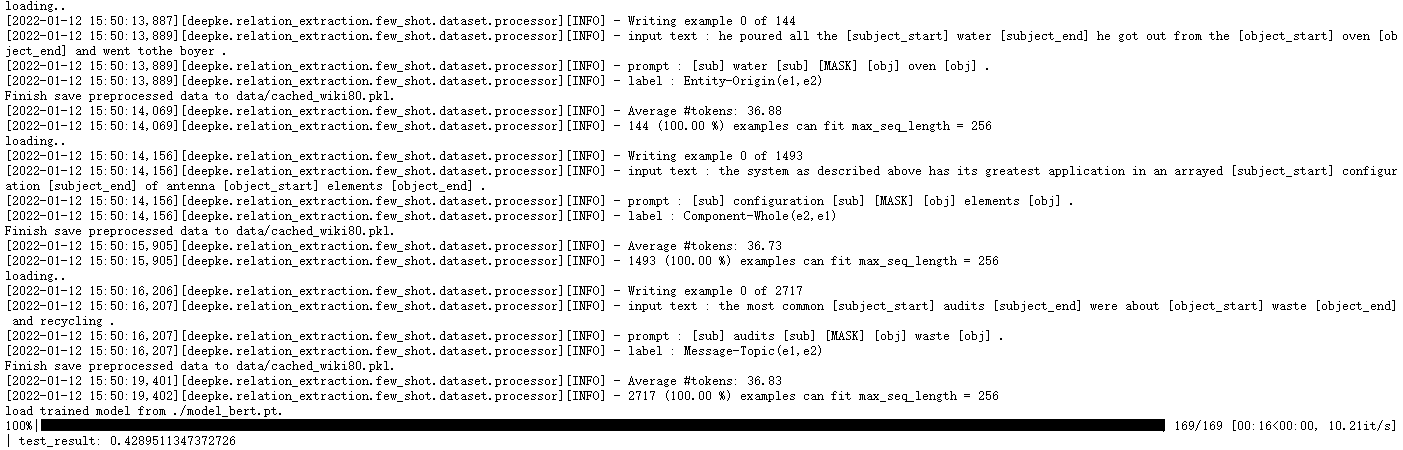 loading..
[2022-01-12 15:50:13,887][deepke.relation_extraction.few_shot.dataset.processor][INFO] - Writing example 0 of 144
[2022-01-12 15:50:13,889][deepke.relation_extraction.few_shot.dataset.processor][INFO] - input text : he poured all the [subject_start] water [subject_end] he got out from the [object_start] oven [ob
ject_end] and went tothe boyer .
[2022-01-12 15:50:13,889][deepke.relation_extraction.few_shot.dataset.processor][INFO] - prompt : [sub] water [sub] [MASK] [obj] oven [obj] .
[2022-01-12 15:50:13,889][deepke.relation_extraction.few_shot.dataset.processor][INFO] - label : Entity-Origin(e1,e2)
Finish save preprocessed data to data/cached_wiki80.pkl.
[2022-01-12 15:50:14,069][deepke.relation_extraction.few_shot.dataset.processor][INFO] - Average #tokens: 36.88
[2022-01-12 15:50:14,069][deepke.relation_extraction.few_shot.dataset.processor][INFO] - 144 (100.00 %) examples can fit max_seq_length = 256
loading..
[2022-01-12 15:50:14,156][deepke.relation_extraction.few_shot.dataset.processor][INFO] - Writing example 0 of 1493
[2022-01-12 15:50:14,156][deepke.relation_extraction.few_shot.dataset.processor][INFO] - input text : the system as described above has its greatest application in an arrayed [subject_start] configur
ation [subject_end] of antenna [object_start] elements [object_end] .
[2022-01-12 15:50:14,156][deepke.relation_extraction.few_shot.dataset.processor][INFO] - prompt : [sub] configuration [sub] [MASK] [obj] elements [obj] .
[2022-01-12 15:50:14,156][deepke.relation_extraction.few_shot.dataset.processor][INFO] - label : Component-Whole(e2,e1)
Finish save preprocessed data to data/cached_wiki80.pkl.
[2022-01-12 15:50:15,905][deepke.relation_extraction.few_shot.dataset.processor][INFO] - Average #tokens: 36.73
[2022-01-12 15:50:15,905][deepke.relation_extraction.few_shot.dataset.processor][INFO] - 1493 (100.00 %) examples can fit max_seq_length = 256
loading..
[2022-01-12 15:50:16,206][deepke.relation_extraction.few_shot.dataset.processor][INFO] - Writing example 0 of 2717
[2022-01-12 15:50:16,207][deepke.relation_extraction.few_shot.dataset.processor][INFO] - input text : the most common [subject_start] audits [subject_end] were about [object_start] waste [object_end]
and recycling .
[2022-01-12 15:50:16,207][deepke.relation_extraction.few_shot.dataset.processor][INFO] - prompt : [sub] audits [sub] [MASK] [obj] waste [obj] .
[2022-01-12 15:50:16,207][deepke.relation_extraction.few_shot.dataset.processor][INFO] - label : Message-Topic(e1,e2)
Finish save preprocessed data to data/cached_wiki80.pkl.
[2022-01-12 15:50:19,401][deepke.relation_extraction.few_shot.dataset.processor][INFO] - Average #tokens: 36.83
[2022-01-12 15:50:19,402][deepke.relation_extraction.few_shot.dataset.processor][INFO] - 2717 (100.00 %) examples can fit max_seq_length = 256
load trained model from ./model_bert.pt.
100%| | 169/169 [00:16<00:00, 10.21it/s]
| test_result: 0.4289511347372726